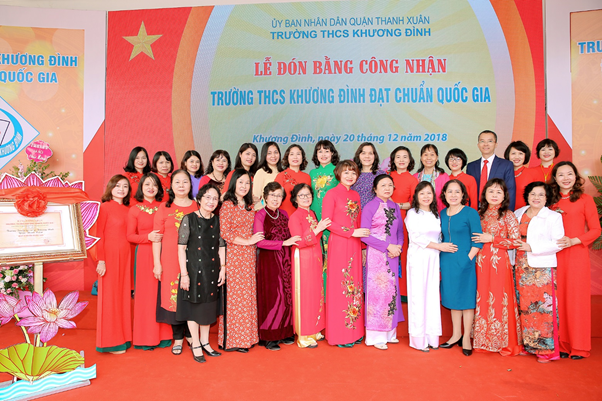 ỦY BAN NHÂN DÂN QUẬN THANH XUÂN
TRƯỜNG THCS KHƯƠNG ĐÌNH
LỄ ĐÓN BẰNG CÔNG NHẬN
TRƯỜNG THCS KHƯƠNG ĐÌNH ĐẠT CHUẨN QUỐC GIA
Khương Đình, ngày 20 tháng 12 năm 2018
KHƯƠNG ĐÌNH
QUỐC GIA
TRƯỜ